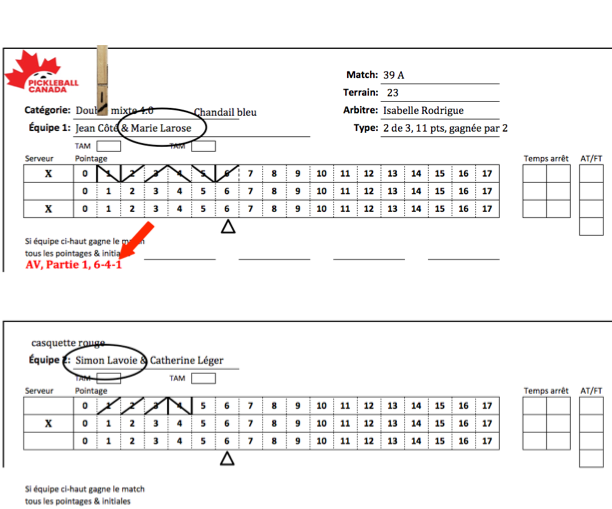 PICKLEBALL
CANADA
Match: 39 A
Terrain: 23
Catégorie: Double mixte 4.0 Chandail bleu
Arbitre: Isabelle Rodrigue
Équipe 1: Jean Côté & Marie Larose
Type: 2 de 3, 11 pts, gagnée par 2
TAM TAM
Serveur Pointage Temps arrêt AT/FT
X 0 1 2 3 4 5 6 7 8 9 10 11 12 13 14 15 16 17
0 1 2 3 4 5 6 7 8 9 10 11 12 13 14 15 16 17
X 0 1 2 3 4 5 6 7 8 9 10 11 12 13 14 15 16 17
Si équipe ci-haut gagne le match
tous les pointages & initiales
AV, Partie 1, 6-4-1
casquette rouge
Équipe 2: Simon Lavoie & Catherine Léger
TAM TAM
Serveur Pointage Temps arrêt AT/FT
0 1 2 3 4 5 6 7 8 9 10 11 12 13 14 15 16 17
X 0 1 2 3 4 5 6 7 8 9 10 11 12 13 14 15 16 17
0 1 2 3 4 5 6 7 8 9 10 11 12 13 14 15 16 17
Si équipe ci-haut gagne le match
tous les pointages & initiales